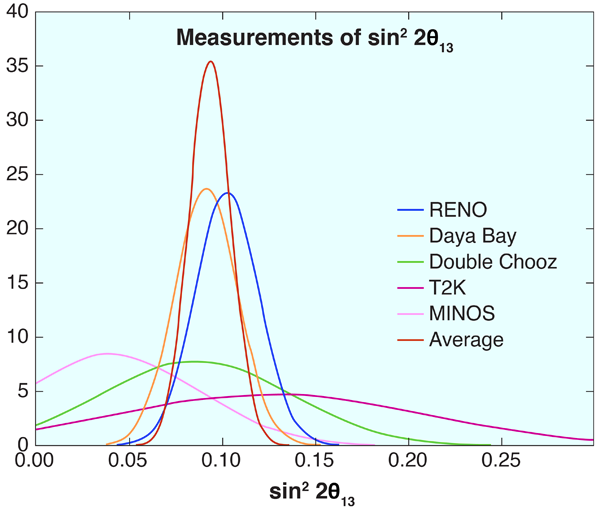 Measurements of sin² 2θ₁₃
40
35
30
25
20
15
10
5
0
RENO
Daya Bay
Double Chooz
T2K
MINOS
Average
0.00 0.05 0.10 0.15 0.20 0.25
sin² 2θ₁₃